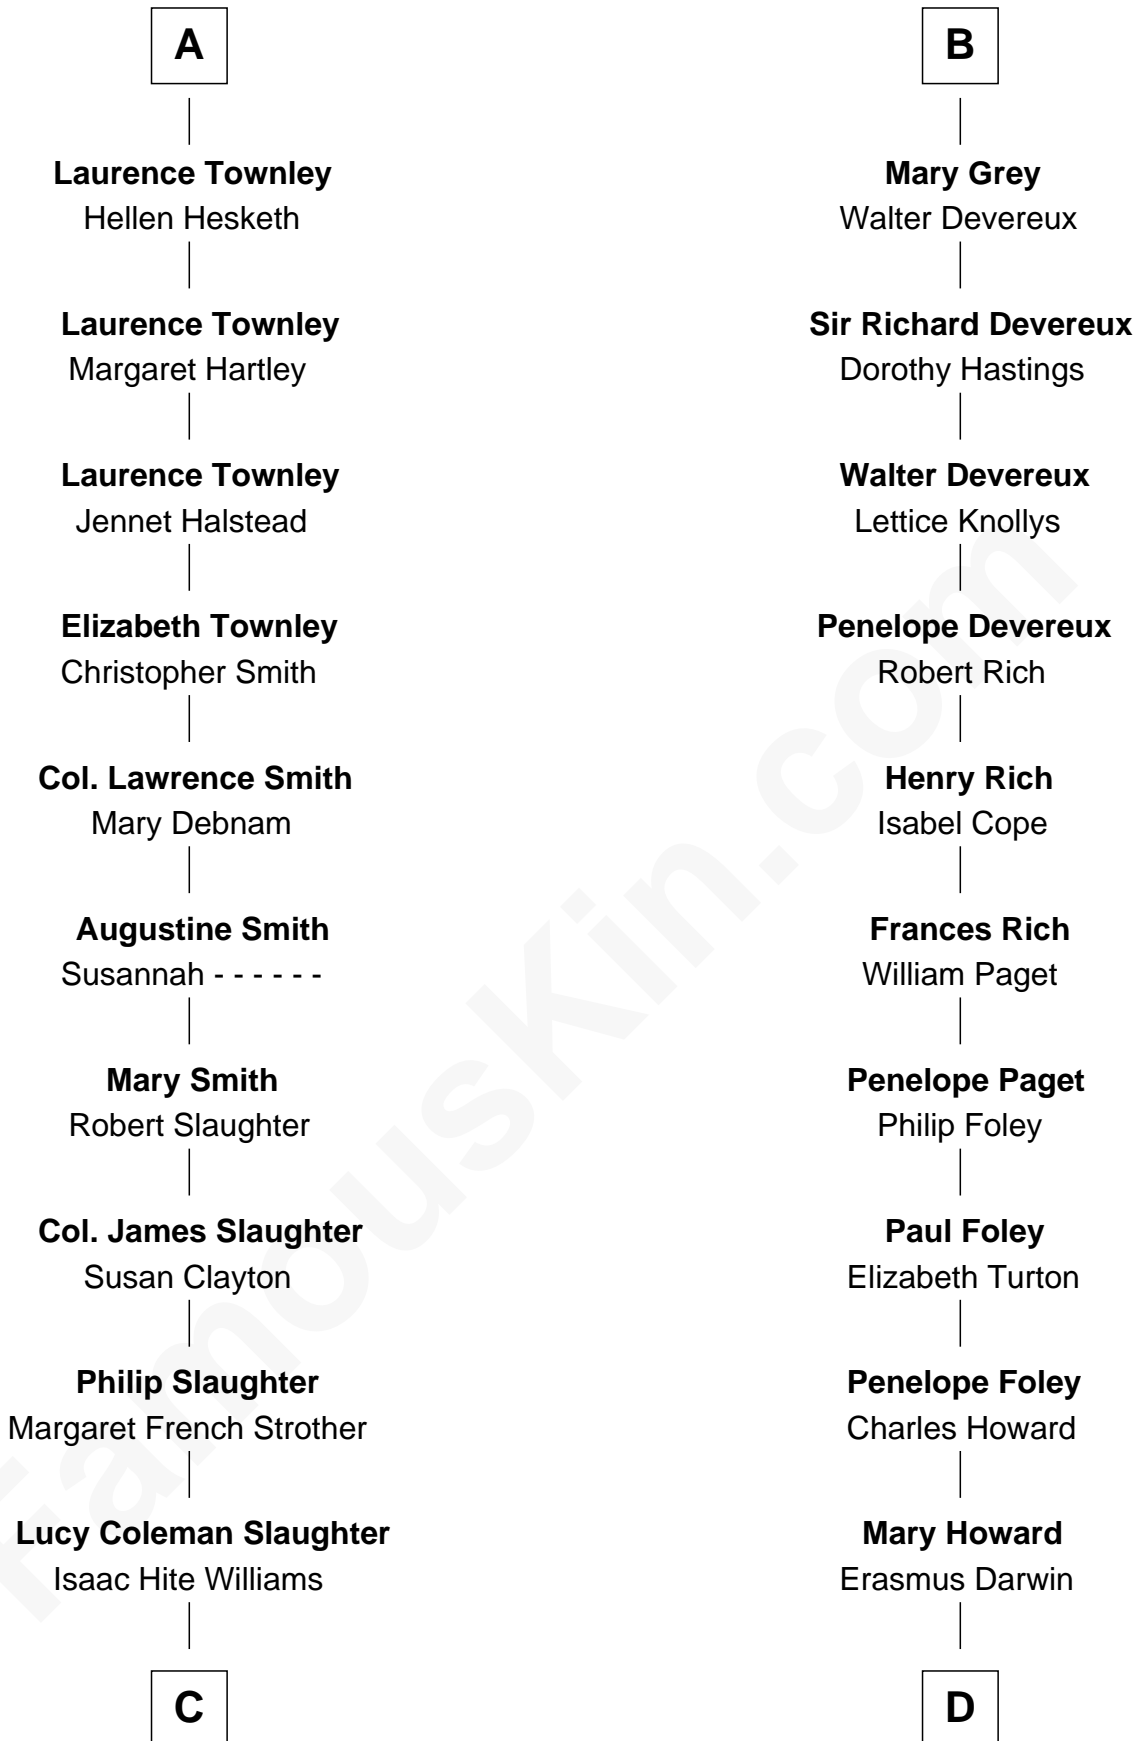 A
Laurence Townley
Hellen Hesketh
Laurence Townley
Margaret Hartley
Laurence Townley
Jennet Halstead
Elizabeth Townley
Christopher Smith
Col. Lawrence Smith
Mary Debnam
Augustine Smith
Susannah - - - - - -
Mary Smith
Robert Slaughter
Col. James Slaughter
Susan Clayton
Philip Slaughter
Margaret French Strother
Lucy Coleman Slaughter
Isaac Hite Williams
C
B
Mary Grey
Walter Devereux
Sir Richard Devereux
Dorothy Hastings
Walter Devereux
Lettice Knollys
Penelope Devereux
Robert Rich
Henry Rich
Isabel Cope
Frances Rich
William Paget
Penelope Paget
Philip Foley
Paul Foley
Elizabeth Turton
Penelope Foley
Charles Howard
Mary Howard
Erasmus Darwin
D
FamousKin.com